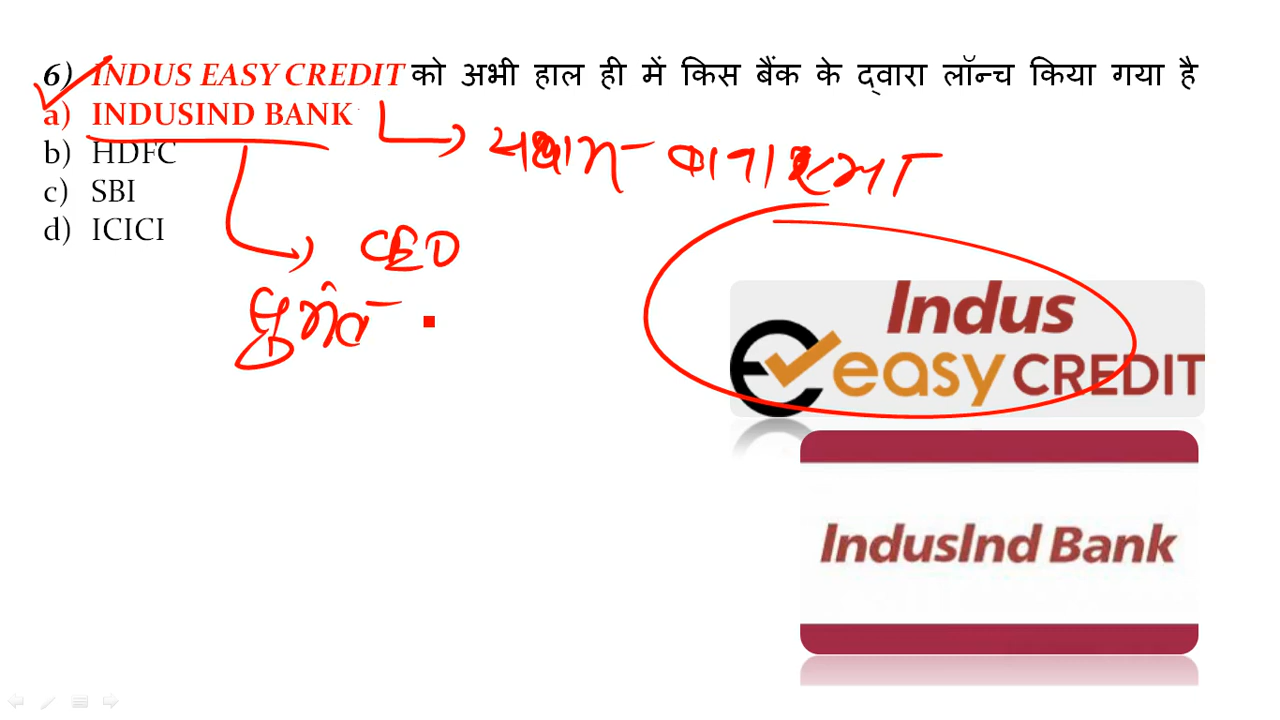 6) INDUS EASY CREDIT को अभी हाल ही में किस बैंक के द्वारा लॉन्च किया गया है
a) INDUSIND BANK
b) HDFC
c) SBI
d) ICICI
CEO
Indus
easy CREDIT
IndusInd Bank